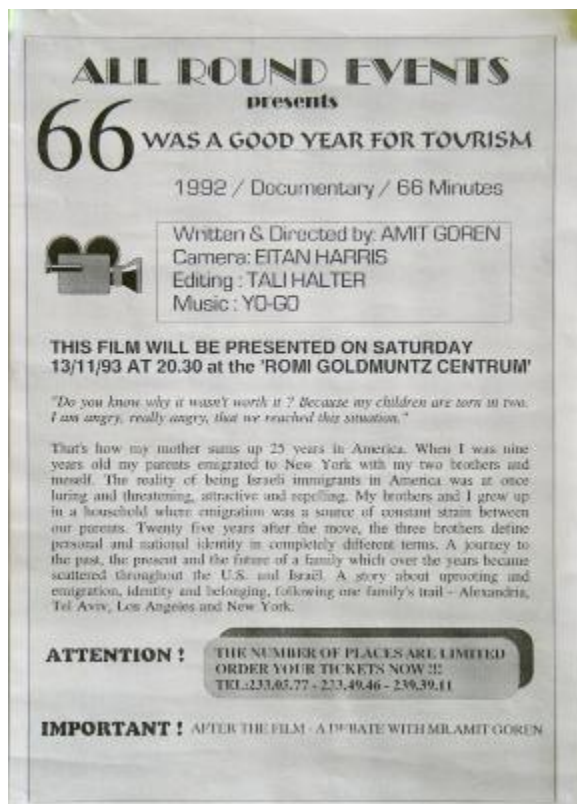 ALL ROUND EVENTS
presents
66 WAS A GOOD YEAR FOR TOURISM
1992 / Documentary / 66 Minutes
Written & Directed by: AMIT GOREN
Camera: EITAN HARRIS
Editing : TALI HALTER
Music : YO-GO
THIS FILM WILL BE PRESENTED ON SATURDAY
13/11/93 AT 20.30 at the 'ROMI GOLDMUNTZ CENTRUM'
"Do you know why it wasn't worth it ? Because my children are torn in two.
I am angry, really angry, that we reached this situation."
That's how my mother sums up 25 years in America. When I was nine
years old my parents emigrated to New York with my two brothers and
meself. The reality of being Israeli immigrants in America was at once
luring and threatening, attractive and repelling. My brothers and I grew up
in a household where emigration was a source of constant strain between
our parents. Twenty five years after the move, the three brothers define
personal and national identity in completely different terms. A journey to
the past, the present and the future of a family which over the years became
scattered throughout the U.S. and Israel. A story about uprooting and
emigration, identity and belonging, following one family's trail - Alexandria,
Tel Aviv, Los Angeles and New York.
ATTENTION !
THE NUMBER OF PLACES ARE LIMITED
ORDER YOUR TICKETS NOW !!!
TEL:233.05.77 - 233.49.46 - 239.39.11
IMPORTANT ! AFTER THE FILM - A DEBATE WITH MR.AMIT GOREN